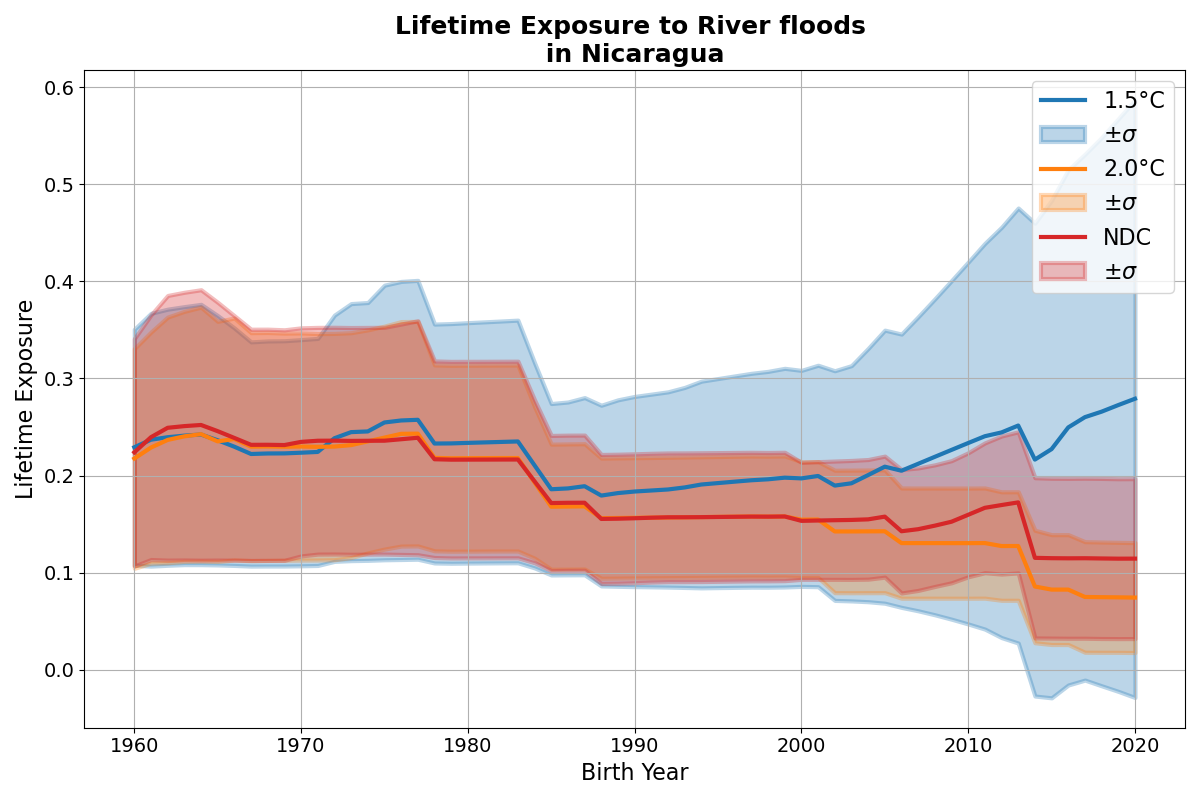 Lifetime Exposure to River floods
in Nicaragua
Lifetime Exposure
0.6
0.5
0.4
0.3
0.2
0.1
0.0
1960
1970
1980
1990
2000
2010
2020
Birth Year
1.5°C
±σ
2.0°C
±σ
NDC
±σ